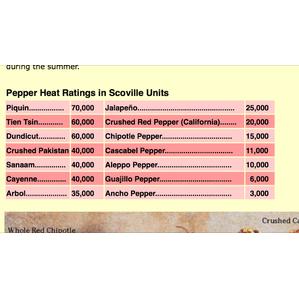 during the summer.
Pepper Heat Ratings in Scoville Units
Piquin................ 70,000 Jalapeño............................................ 25,000
Tien Tsin........... 60,000 Crushed Red Pepper (California)....... 20,000
Dundicut............ 60,000 Chipotle Pepper................................ 15,000
Crushed Pakistan 40,000 Cascabel Pepper............................... 11,000
Sanaam.............. 40,000 Aleppo Pepper................................... 10,000
Cayenne............. 40,000 Guajillo Pepper.................................. 6,000
Arbol.................. 35,000 Ancho Pepper.................................... 3,000
Crushed
Whole Red Chipotle